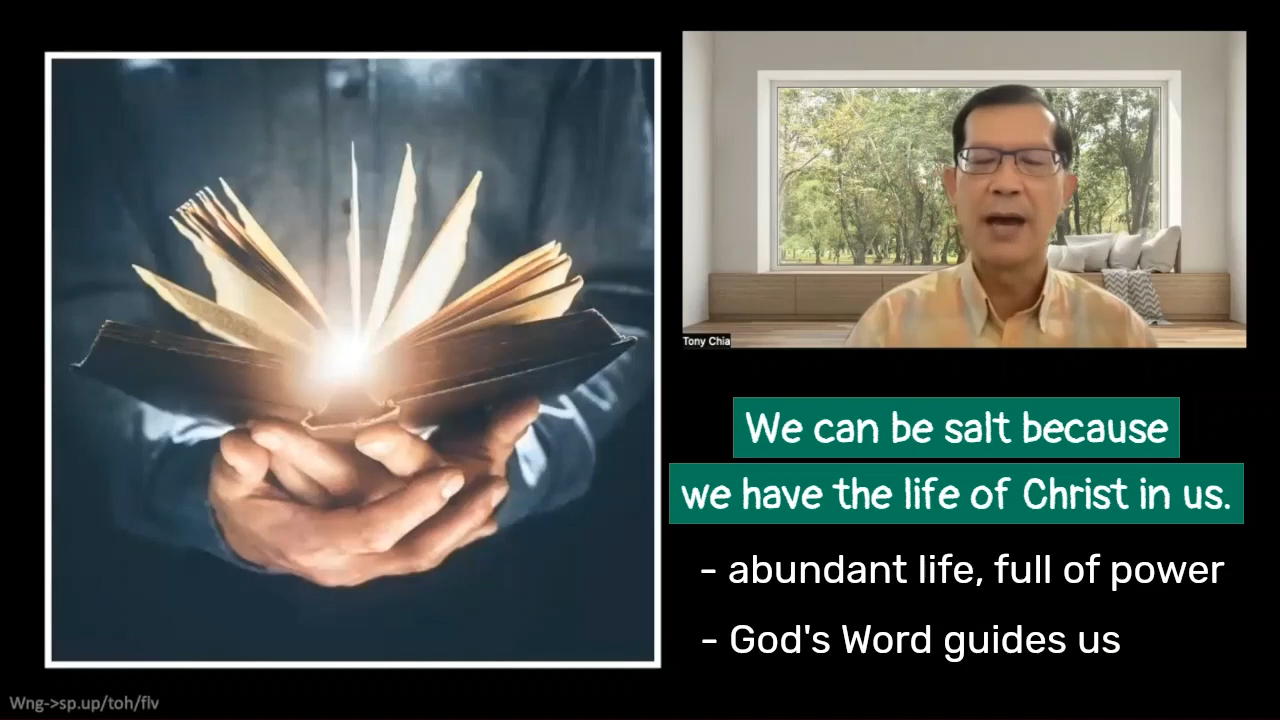 Tony Chia
We can be salt because
we have the life of Christ in us.
- abundant life, full of power
- God's Word guides us
Wng->sp.up/toh/flv